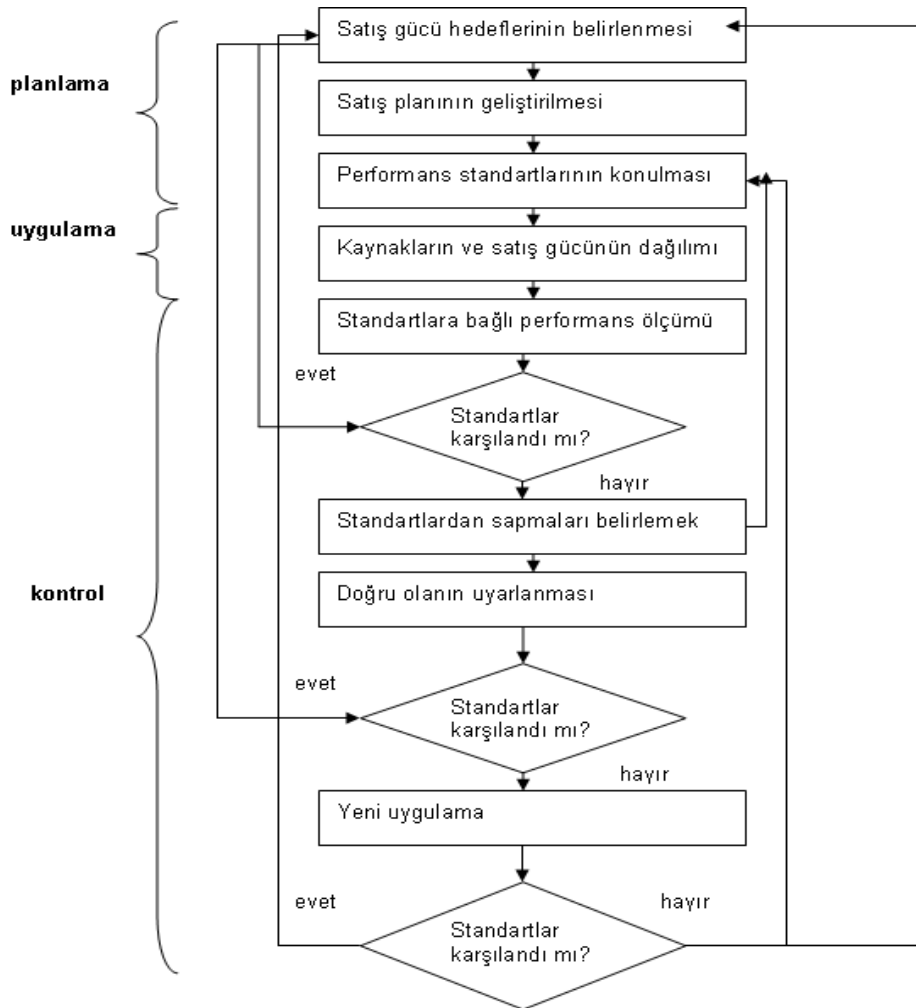 Satış gücü hedeflerinin belirlenmesi
planlama
Satış planının geliştirilmesi
Performans standartlarının konulması
uygulama
Kaynakların ve satış gücünün dağılımı
Standartlara bağlı performans ölçümü
evet
Standartlar
karşılandı mı?
hayır
Standartlardan sapmaları belirlemek
kontrol
Doğru olanın uyarlanması
evet
Standartlar
karşılandı mı?
hayır
Yeni uygulama
evet
hayır
Standartlar
karşılandı mı?